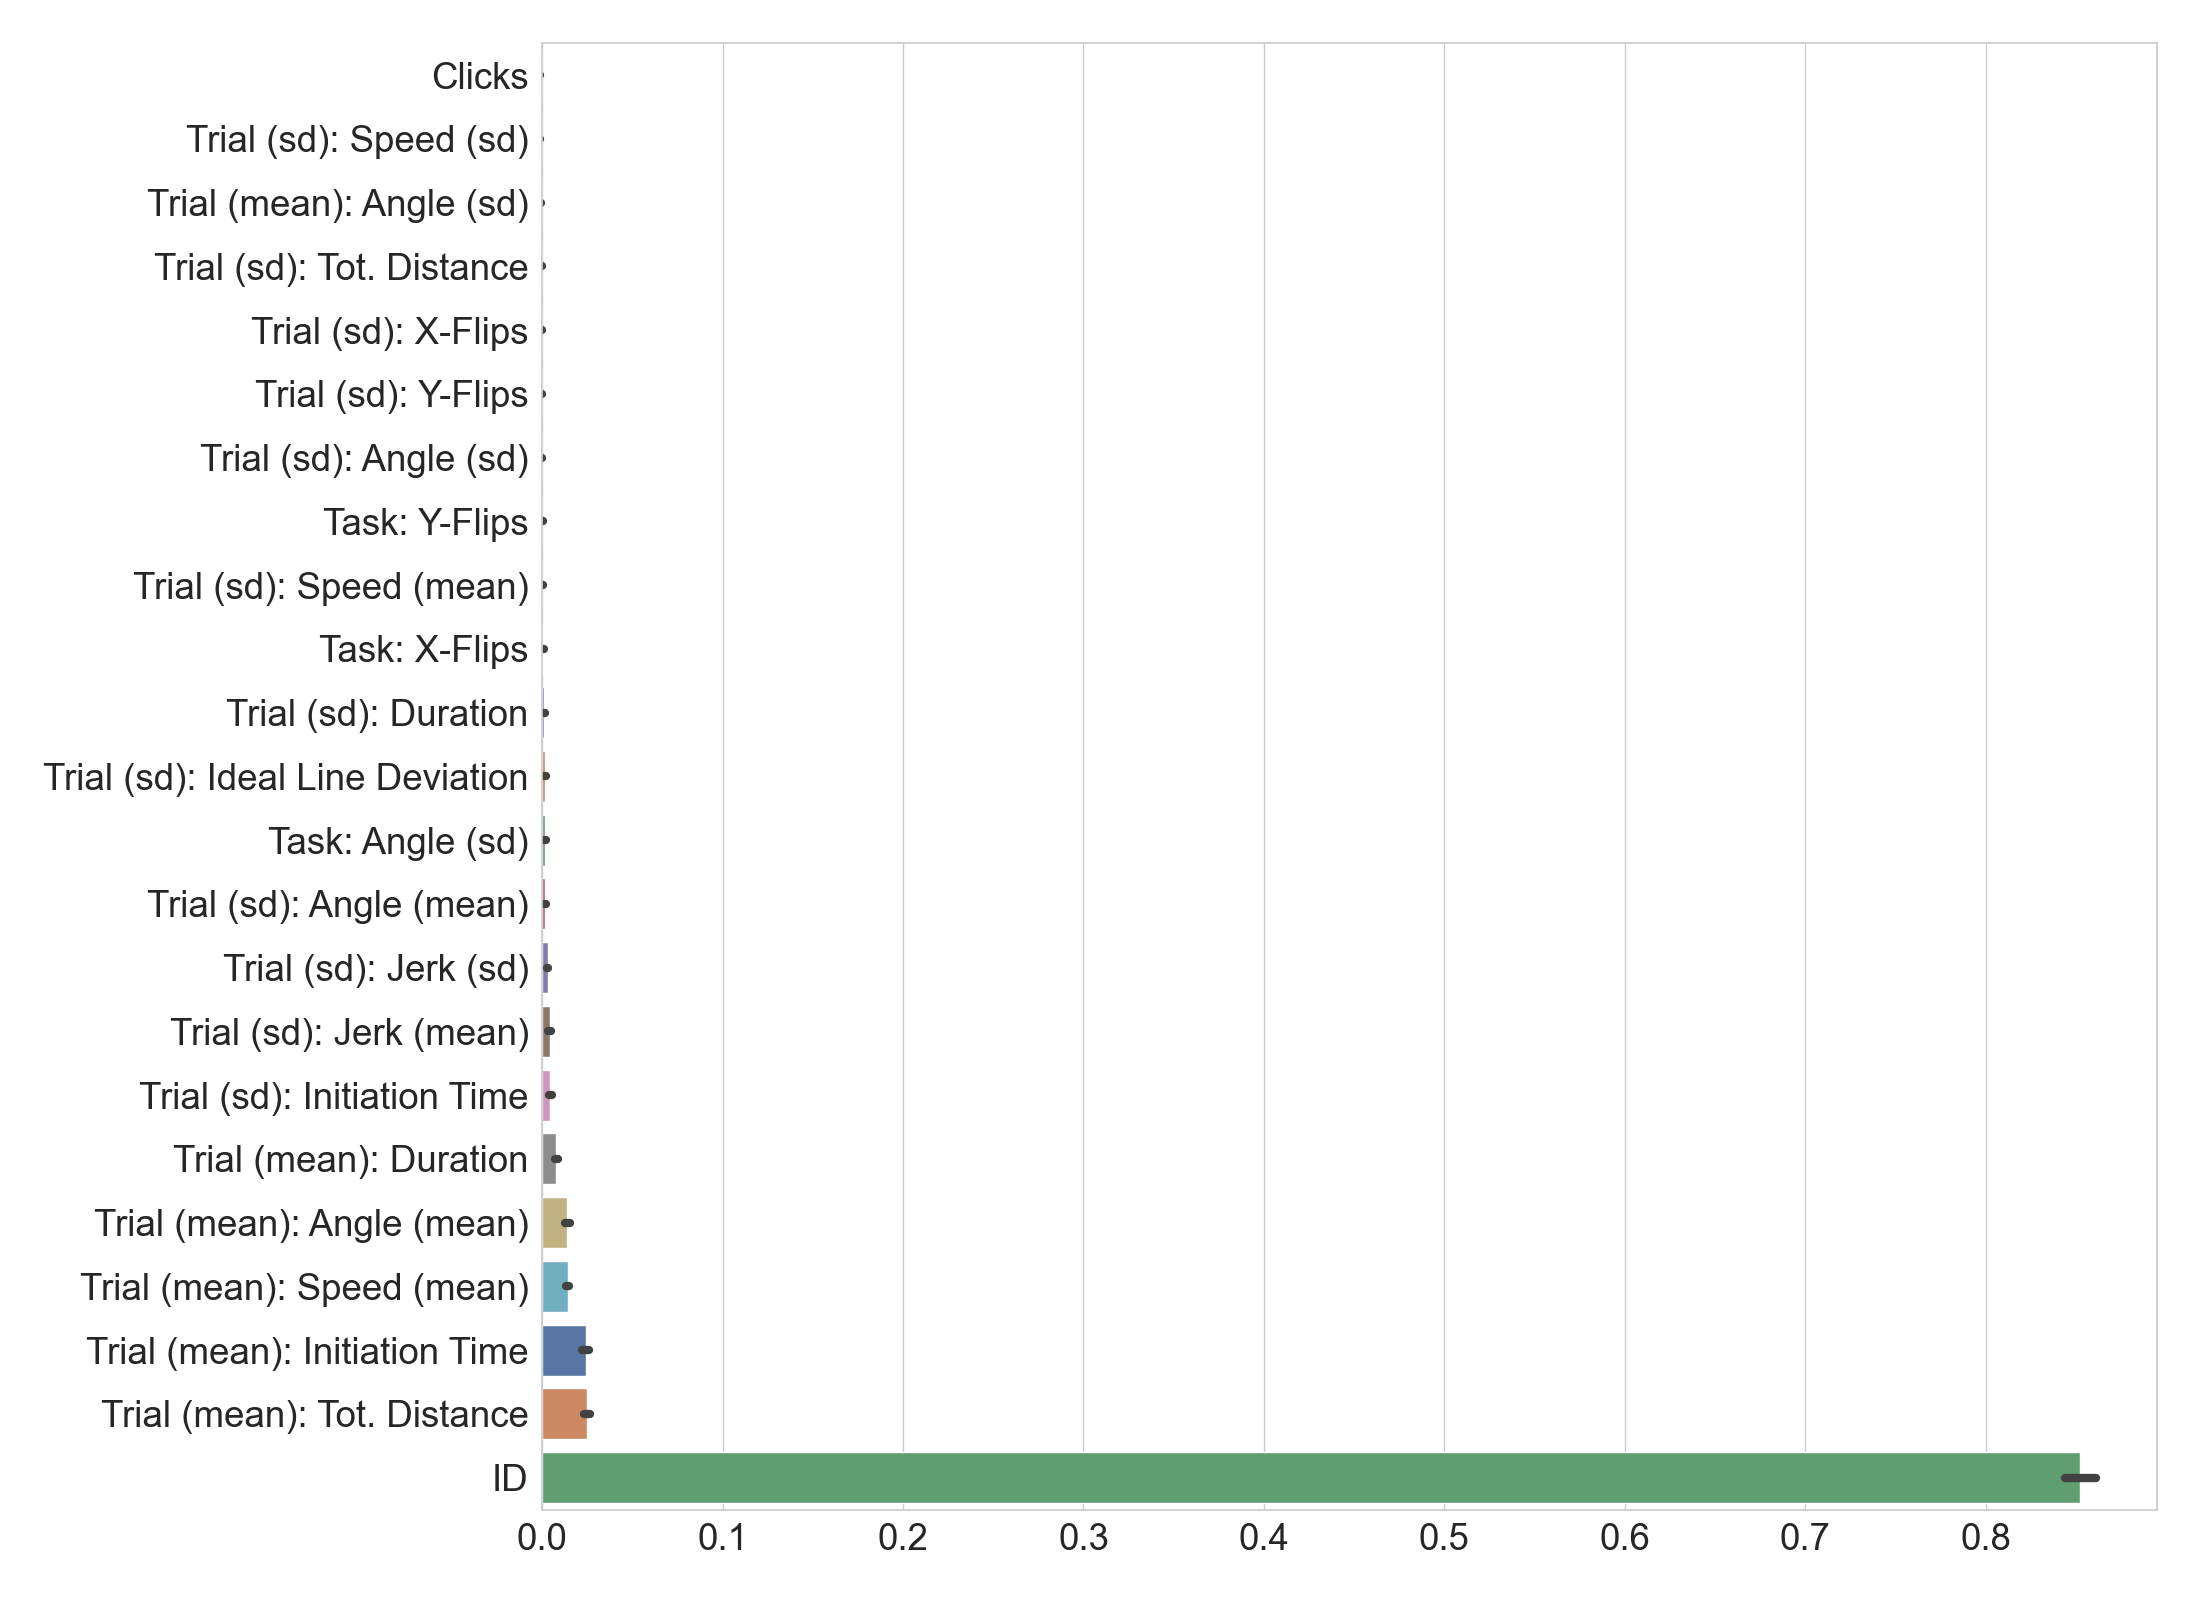 Clicks
Trial (sd): Speed (sd)
Trial (mean): Angle (sd)
Trial (sd): Tot. Distance
Trial (sd): X-Flips
Trial (sd): Y-Flips
Trial (sd): Angle (sd)
Task: Y-Flips
Trial (sd): Speed (mean)
Task: X-Flips
Trial (sd): Duration
Trial (sd): Ideal Line Deviation
Task: Angle (sd)
Trial (sd): Angle (mean)
Trial (sd): Jerk (sd)
Trial (sd): Jerk (mean)
Trial (sd): Initiation Time
Trial (mean): Duration
Trial (mean): Angle (mean)
Trial (mean): Speed (mean)
Trial (mean): Initiation Time
Trial (mean): Tot. Distance
ID
0.0 0.1 0.2 0.3 0.4 0.5 0.6 0.7 0.8